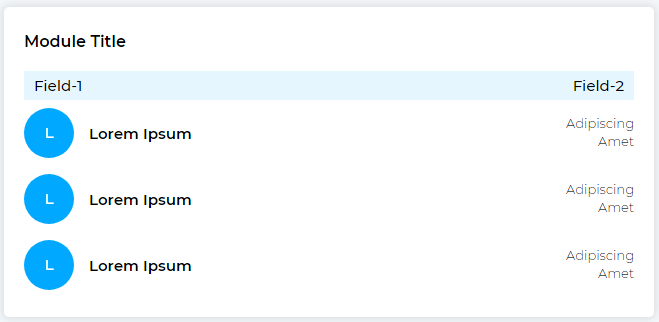 Module Title
Field-1 Field-2
L Lorem Ipsum Adipiscing
Amet
L Lorem Ipsum Adipiscing
Amet
L Lorem Ipsum Adipiscing
Amet